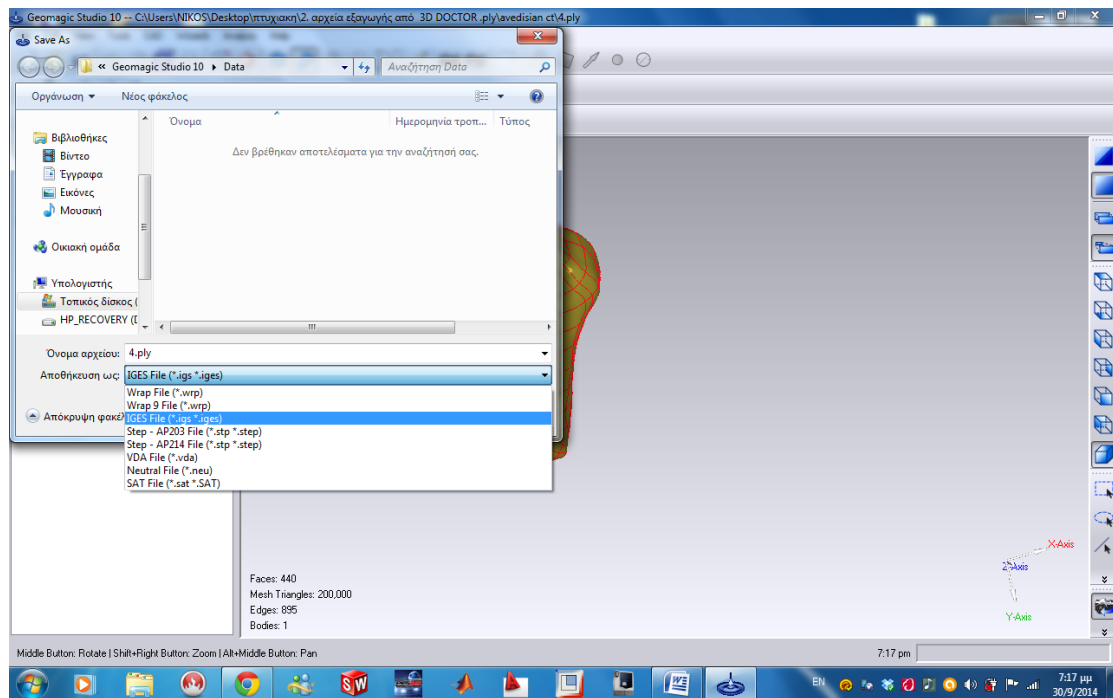 Geomagic Studio 10 -- C:\Users\NIKOS\Desktop\πτυχιακη\2. αρχεία εξαγωγής από  3D DOCTOR .ply\avedisian ct\4.ply
Save As
« Geomagic Studio 10 ▸ Data
Αναζήτηση Data
Οργάνωση
Νέος φάκελος
Όνομα
Ημερομηνία τροπ...
Τύπος
Δεν βρέθηκαν αποτελέσματα για την αναζήτησή σας.
Βιβλιοθήκες
Βίντεο
Έγγραφα
Εικόνες
Μουσική
Οικιακή ομάδα
Υπολογιστής
Τοπικός δίσκος (
HP_RECOVERY (D
Όνομα αρχείου: 4.ply
Αποθήκευση ως: IGES File (*.igs *.iges)
Wrap File (*.wrp)
Wrap 9 File (*.wrp)
IGES File (*.igs *.iges)
Step - AP203 File (*.stp *.step)
Step - AP214 File (*.stp *.step)
VDA File (*.vda)
Neutral File (*.neu)
SAT File (*.sat *.SAT)
Απόκρυψη φακέλ
X-Axis
Z-Axis
Y-Axis
Faces: 440
Mesh Triangles: 200,000
Edges: 895
Bodies: 1
Middle Button: Rotate | Shift+Right Button: Zoom | Alt+Middle Button: Pan
7:17 pm
EN
7:17 μμ
30/9/2014